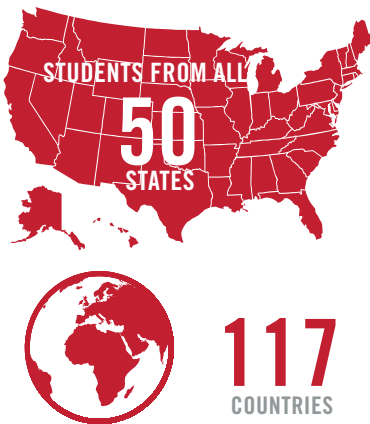 STUDENTS FROM ALL
50
STATES
117
COUNTRIES